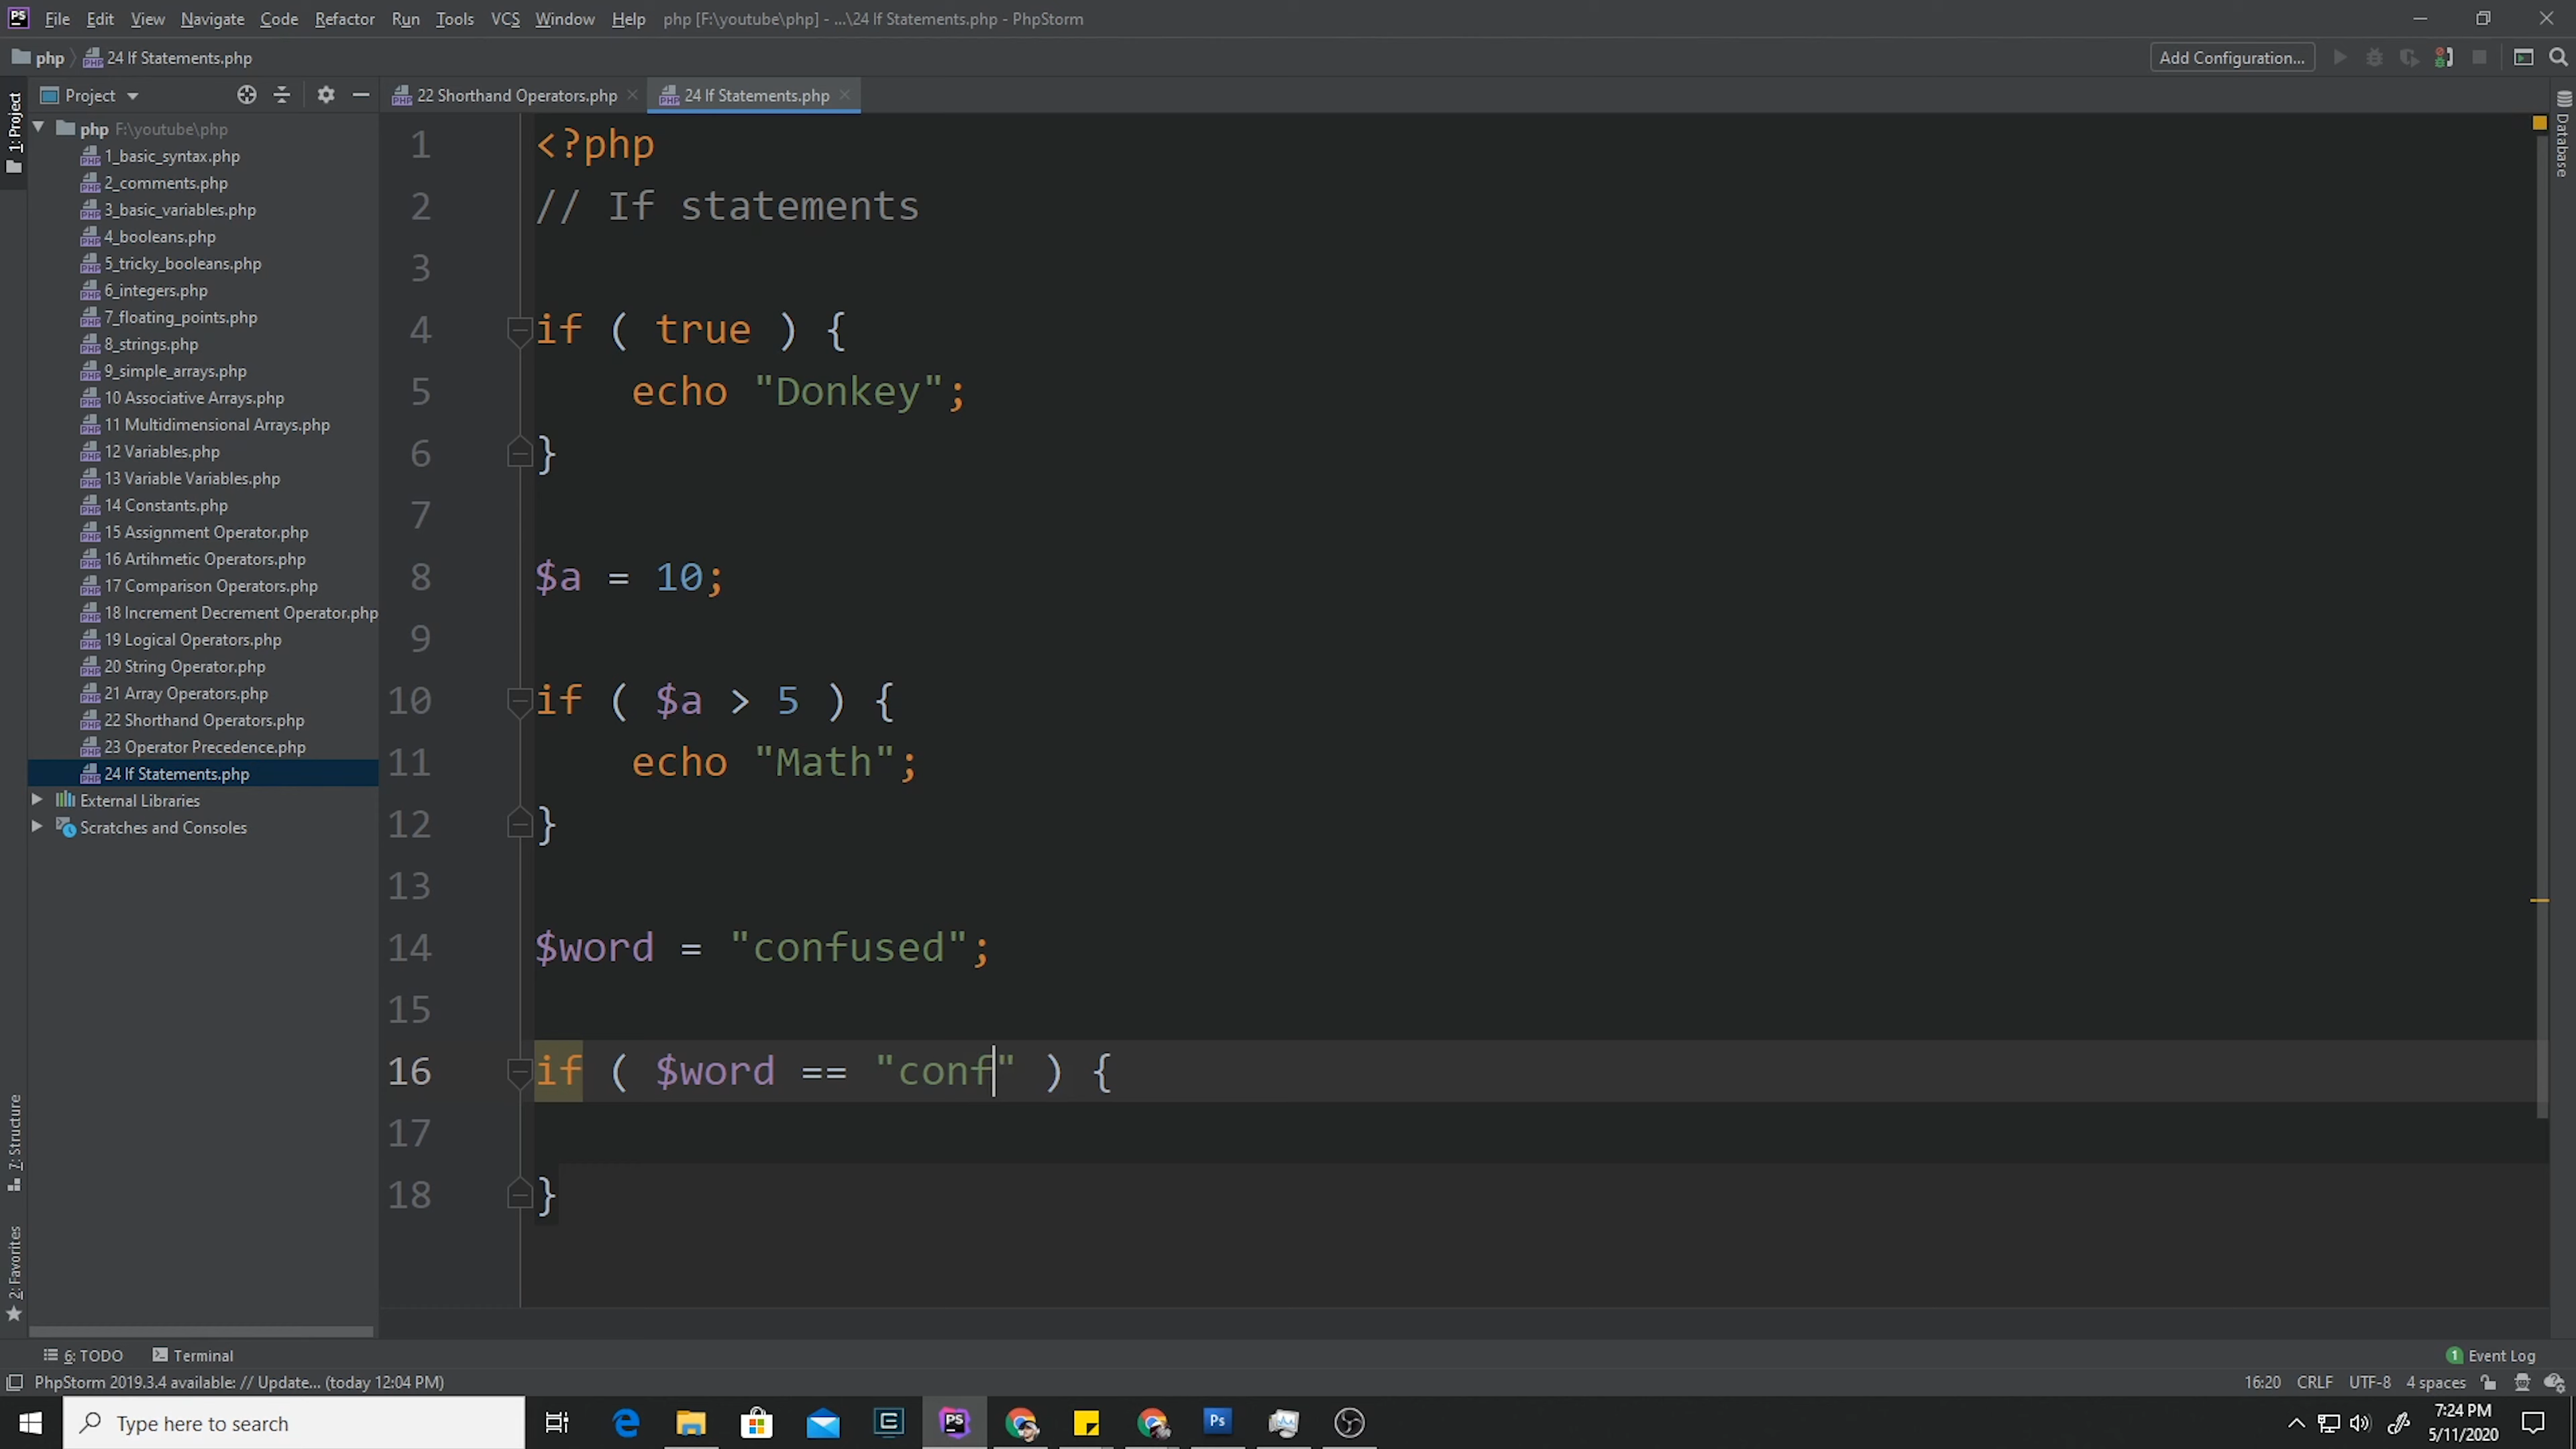 PS File Edit View Navigate Code Refactor Run Tools VCS Window Help php [F:\youtube\php] - ...\24 If Statements.php - PhpStorm
php 24 If Statements.php Add Configuration...
Project 22 Shorthand Operators.php 24 If Statements.php
1: Project
Database
php F:\youtube\php
1_basic_syntax.php
2_comments.php
3_basic_variables.php
4_booleans.php
5_tricky_booleans.php
6_integers.php
7_floating_points.php
8_strings.php
9_simple_arrays.php
10 Associative Arrays.php
11 Multidimensional Arrays.php
12 Variables.php
13 Variable Variables.php
14 Constants.php
15 Assignment Operator.php
16 Artihmetic Operators.php
17 Comparison Operators.php
18 Increment Decrement Operator.php
19 Logical Operators.php
20 String Operator.php
21 Array Operators.php
22 Shorthand Operators.php
23 Operator Precedence.php
24 If Statements.php
External Libraries
Scratches and Consoles
7: Structure
2: Favorites
1 <?php
2 // If statements
3
4 if ( true ) {
5 echo "Donkey";
6 }
7
8 $a = 10;
9
10 if ( $a > 5 ) {
11 echo "Math";
12 }
13
14 $word = "confused";
15
16 if ( $word == "conf" ) {
17
18 }
6: TODO Terminal 1 Event Log
PhpStorm 2019.3.4 available: // Update... (today 12:04 PM) 16:20 CRLF UTF-8 4 spaces
Type here to search PS Ps 7:24 PM
5/11/2020